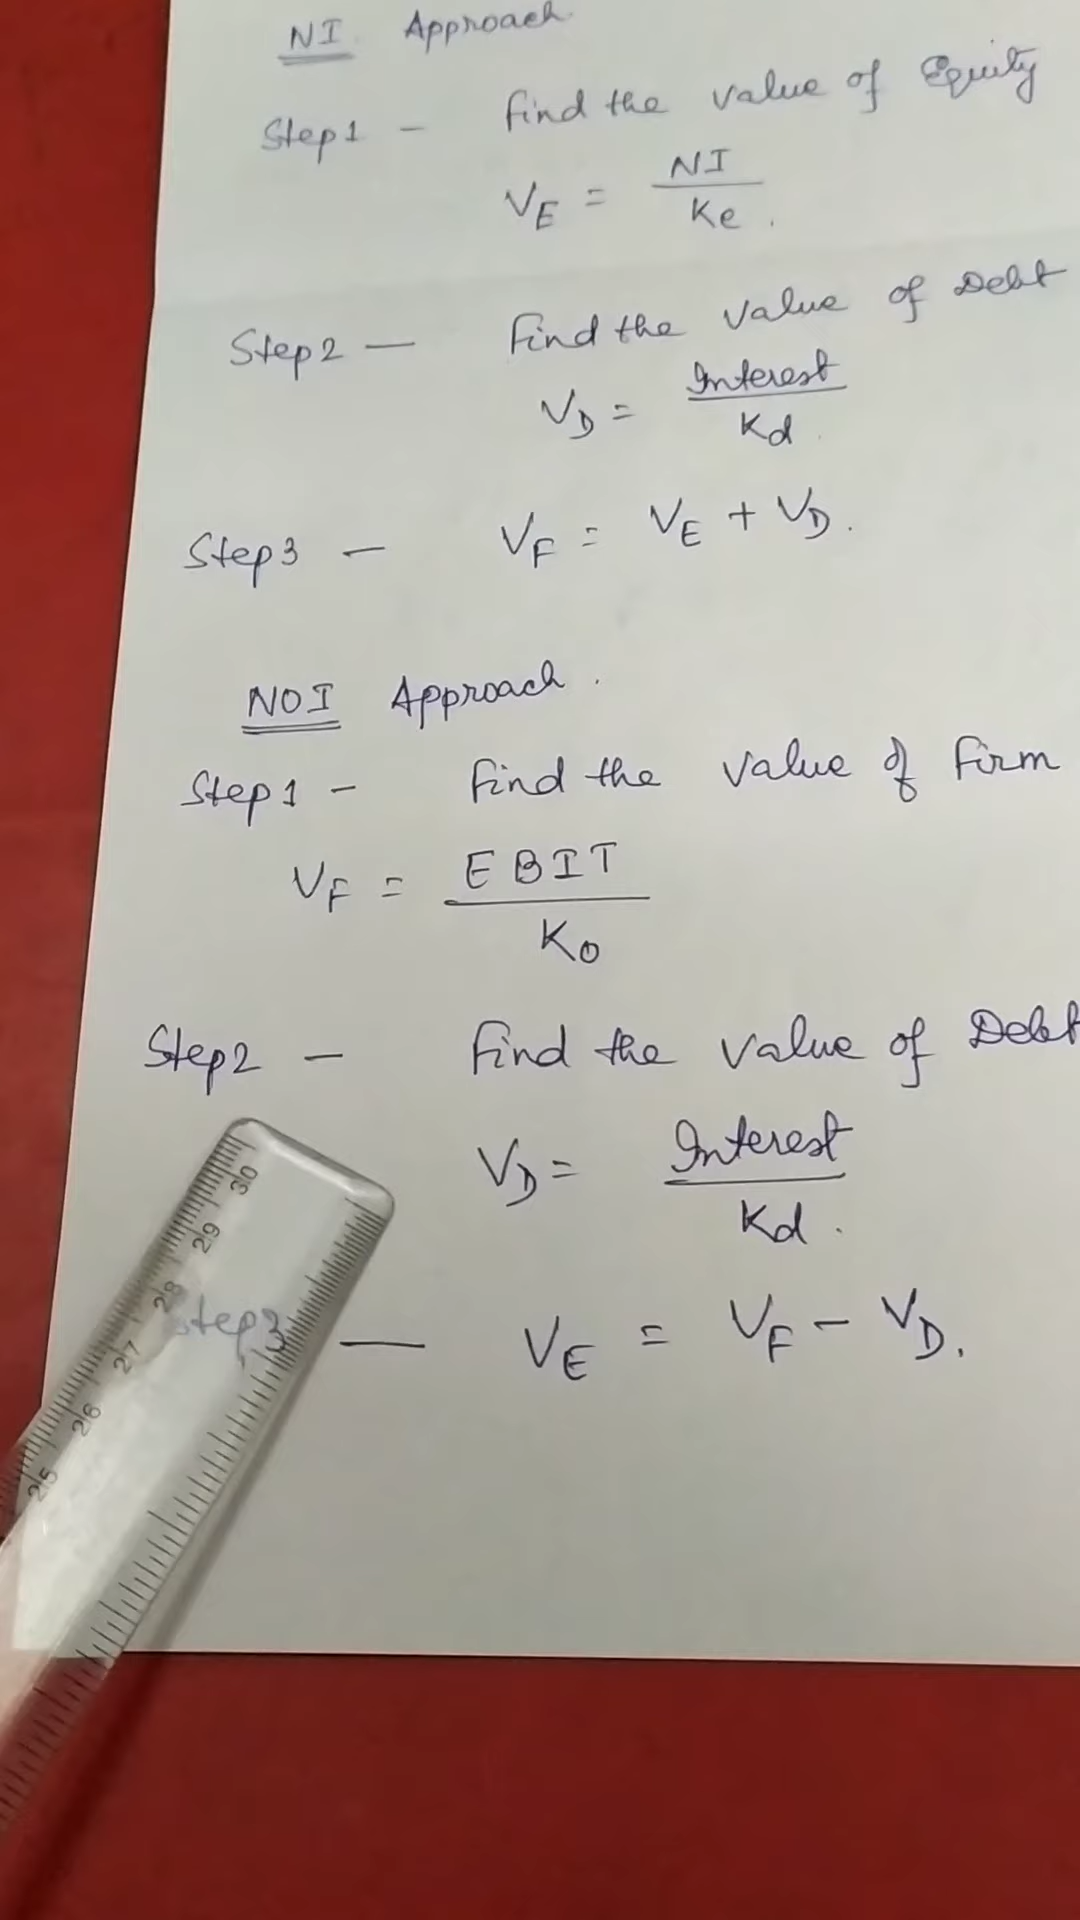 NI Approach
Step 1 - Find the value of Equity
VE = NI / Ke.
Step 2 — Find the value of Debt
VD = Interest / Kd.
Step 3 — VF = VE + VD.
NOI Approach.
Step 1 - Find the value of Firm
VF = EBIT / Ko
Step 2 — Find the value of Debt
VD = Interest / Kd.
Step 3 — VE = VF - VD.
30
29
28
27
26
25